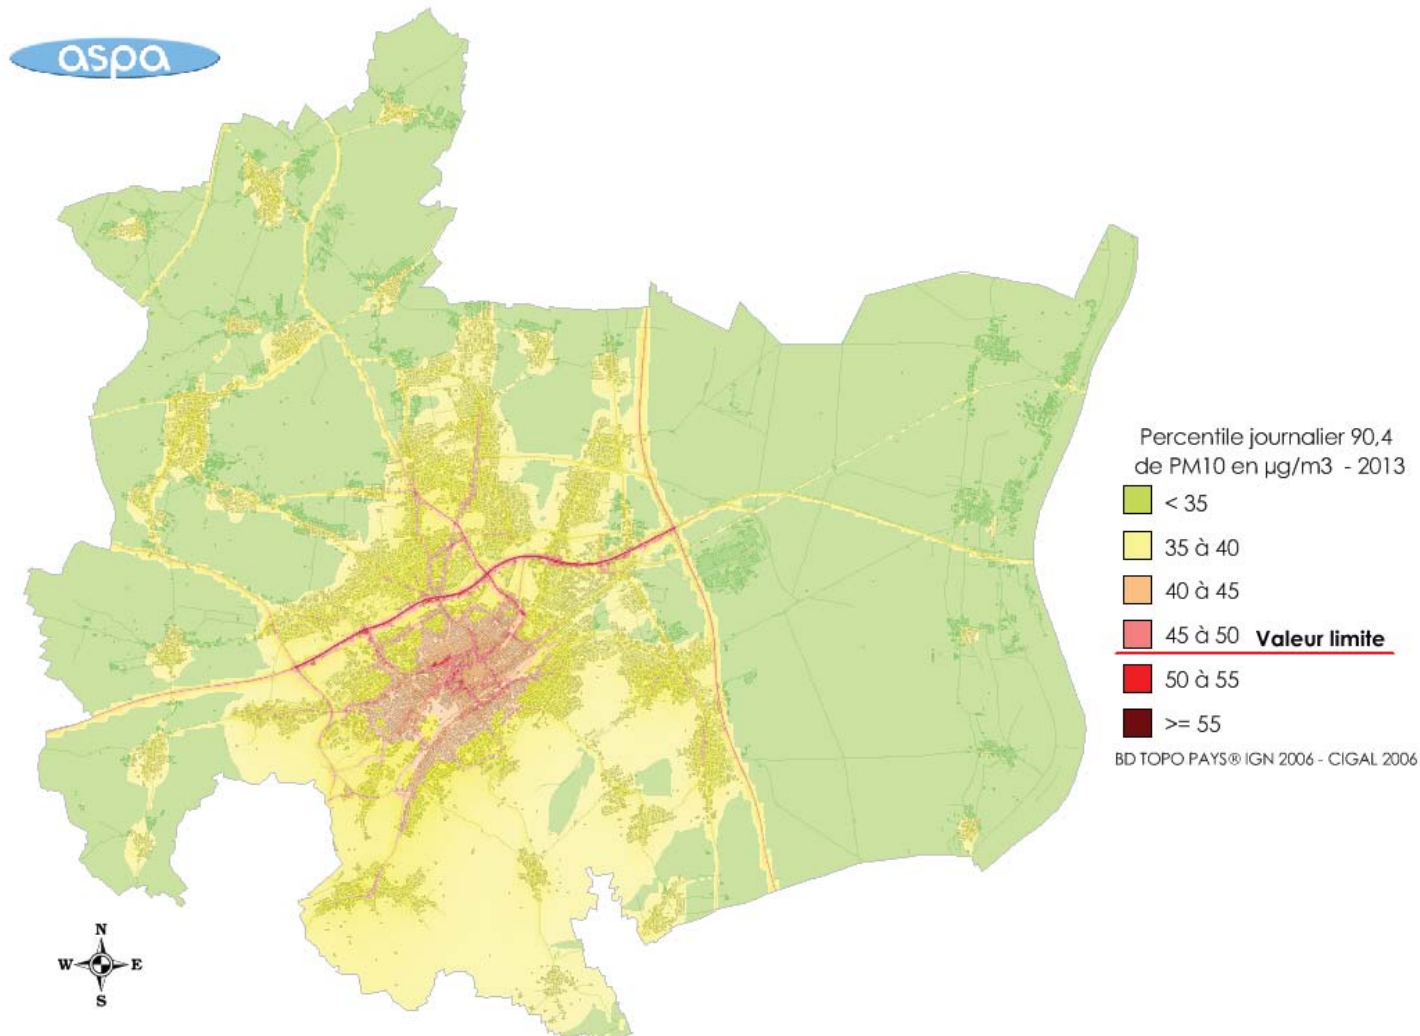 aspa
Percentile journalier 90,4
de PM10 en µg/m3 - 2013
< 35
35 à 40
40 à 45
45 à 50 Valeur limite
50 à 55
>= 55
BD TOPO PAYS® IGN 2006 - CIGAL 2006
N
W E
S